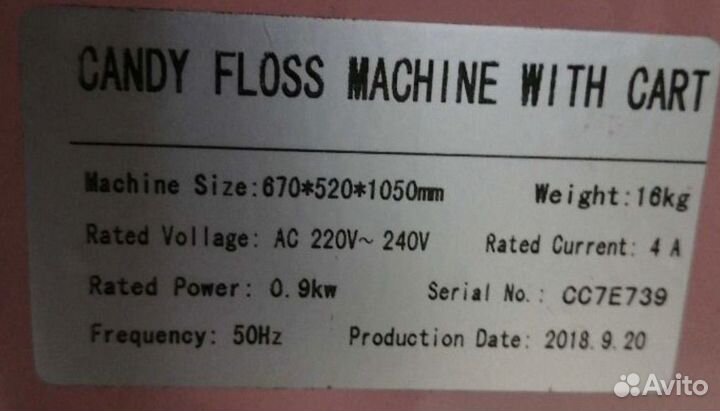 CANDY FLOSS MACHINE WITH CART
Machine Size:670*520*1050mm Weight:16kg
Rated Vollage: AC 220V~ 240V Rated Current: 4 A
Rated Power: 0.9kw Serial No.: CC7E739
Frequency: 50Hz Production Date: 2018.9.20
Avito